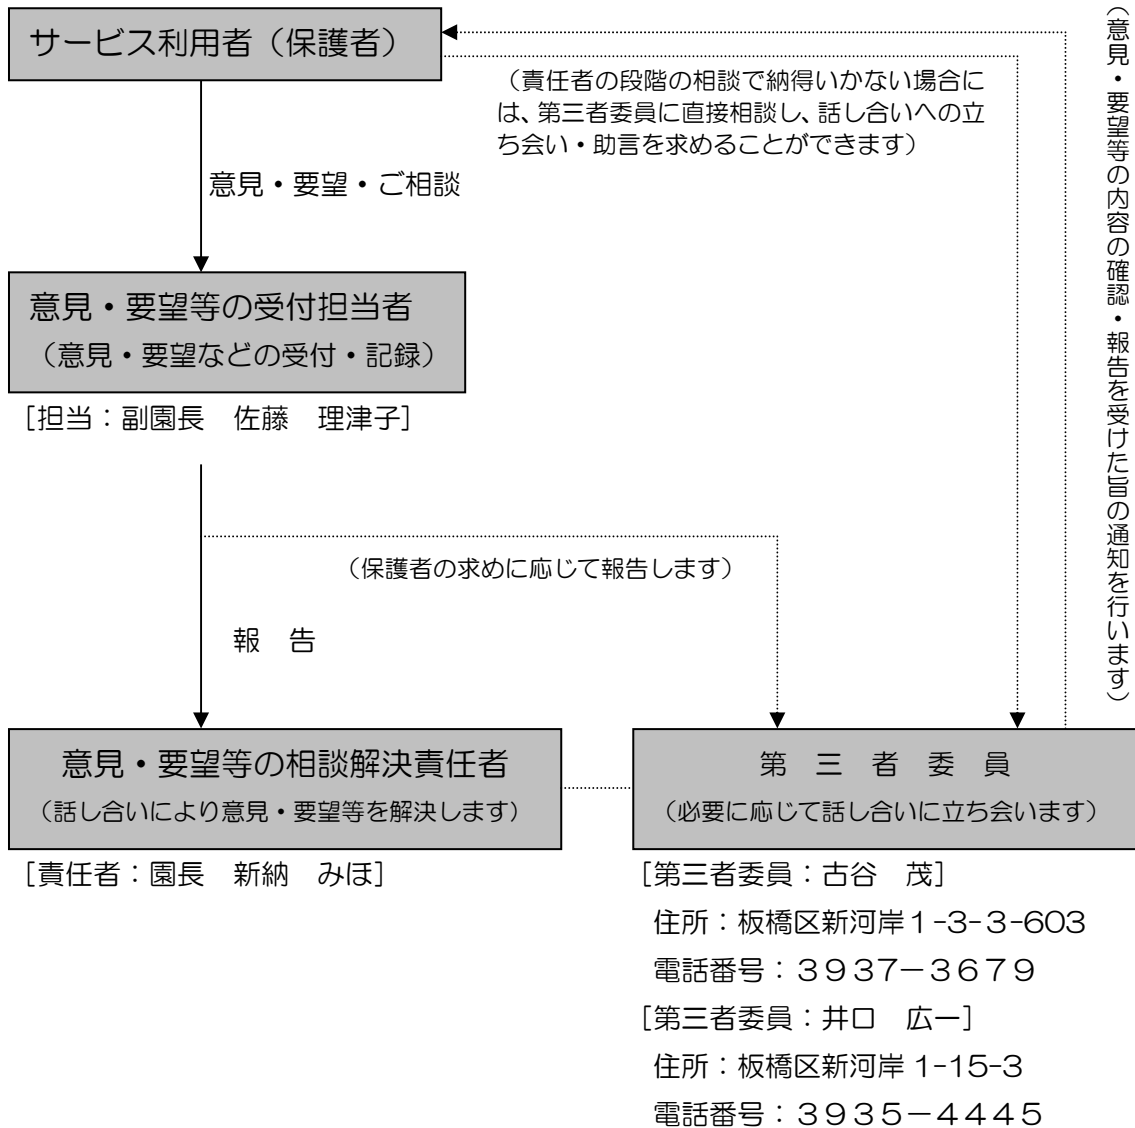 サービス利用者（保護者）
（責任者の段階の相談で納得いかない場合に
は、第三者委員に直接相談し、話し合いへの立
ち会い・助言を求めることができます）
（意見・要望等の内容の確認・報告を受けた旨の通知を行います）
意見・要望・ご相談
意見・要望等の受付担当者
（意見・要望などの受付・記録）
［担当：副園長　佐藤　理津子］
（保護者の求めに応じて報告します）
報　告
意見・要望等の相談解決責任者
（話し合いにより意見・要望等を解決します）
［責任者：園長　新納　みほ］
第　三　者　委　員
（必要に応じて話し合いに立ち会います）
［第三者委員：古谷　茂］
住所：板橋区新河岸１-3-3-603
電話番号：３９３７－３６７９
［第三者委員：井口　広一］
住所：板橋区新河岸 1-15-3
電話番号：３９３５－４４４５